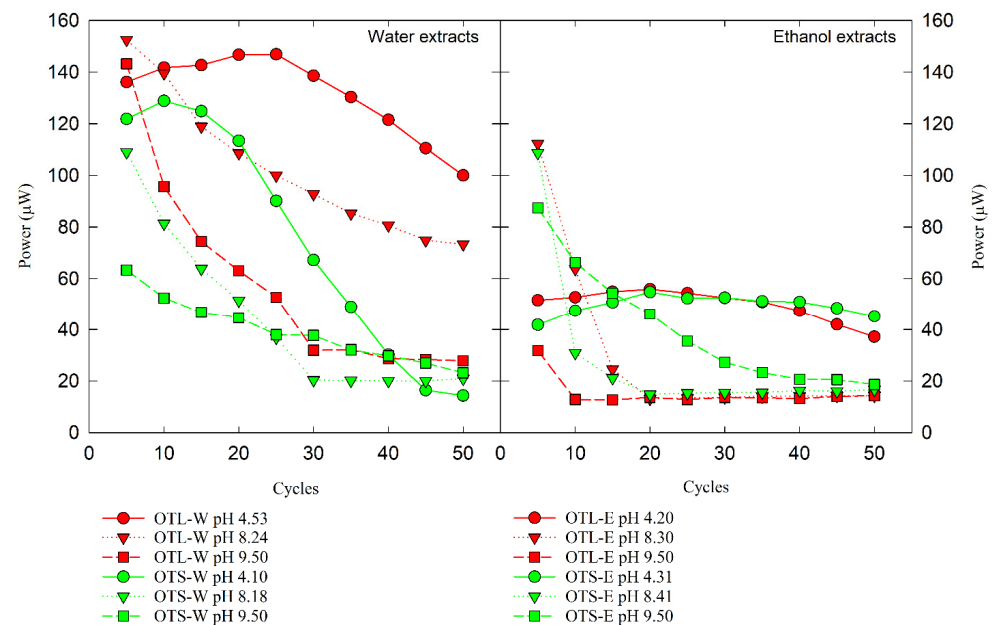 160
140
120
100
80
60
40
20
0
Power (µW)
Water extracts
Ethanol extracts
160
140
120
100
80
60
40
20
0
Power (µW)
0 10 20 30 40 50 0 10 20 30 40 50
Cycles
Cycles
OTL-W pH 4.53
OTL-W pH 8.24
OTL-W pH 9.50
OTS-W pH 4.10
OTS-W pH 8.18
OTS-W pH 9.50
OTL-E pH 4.20
OTL-E pH 8.30
OTL-E pH 9.50
OTS-E pH 4.31
OTS-E pH 8.41
OTS-E pH 9.50